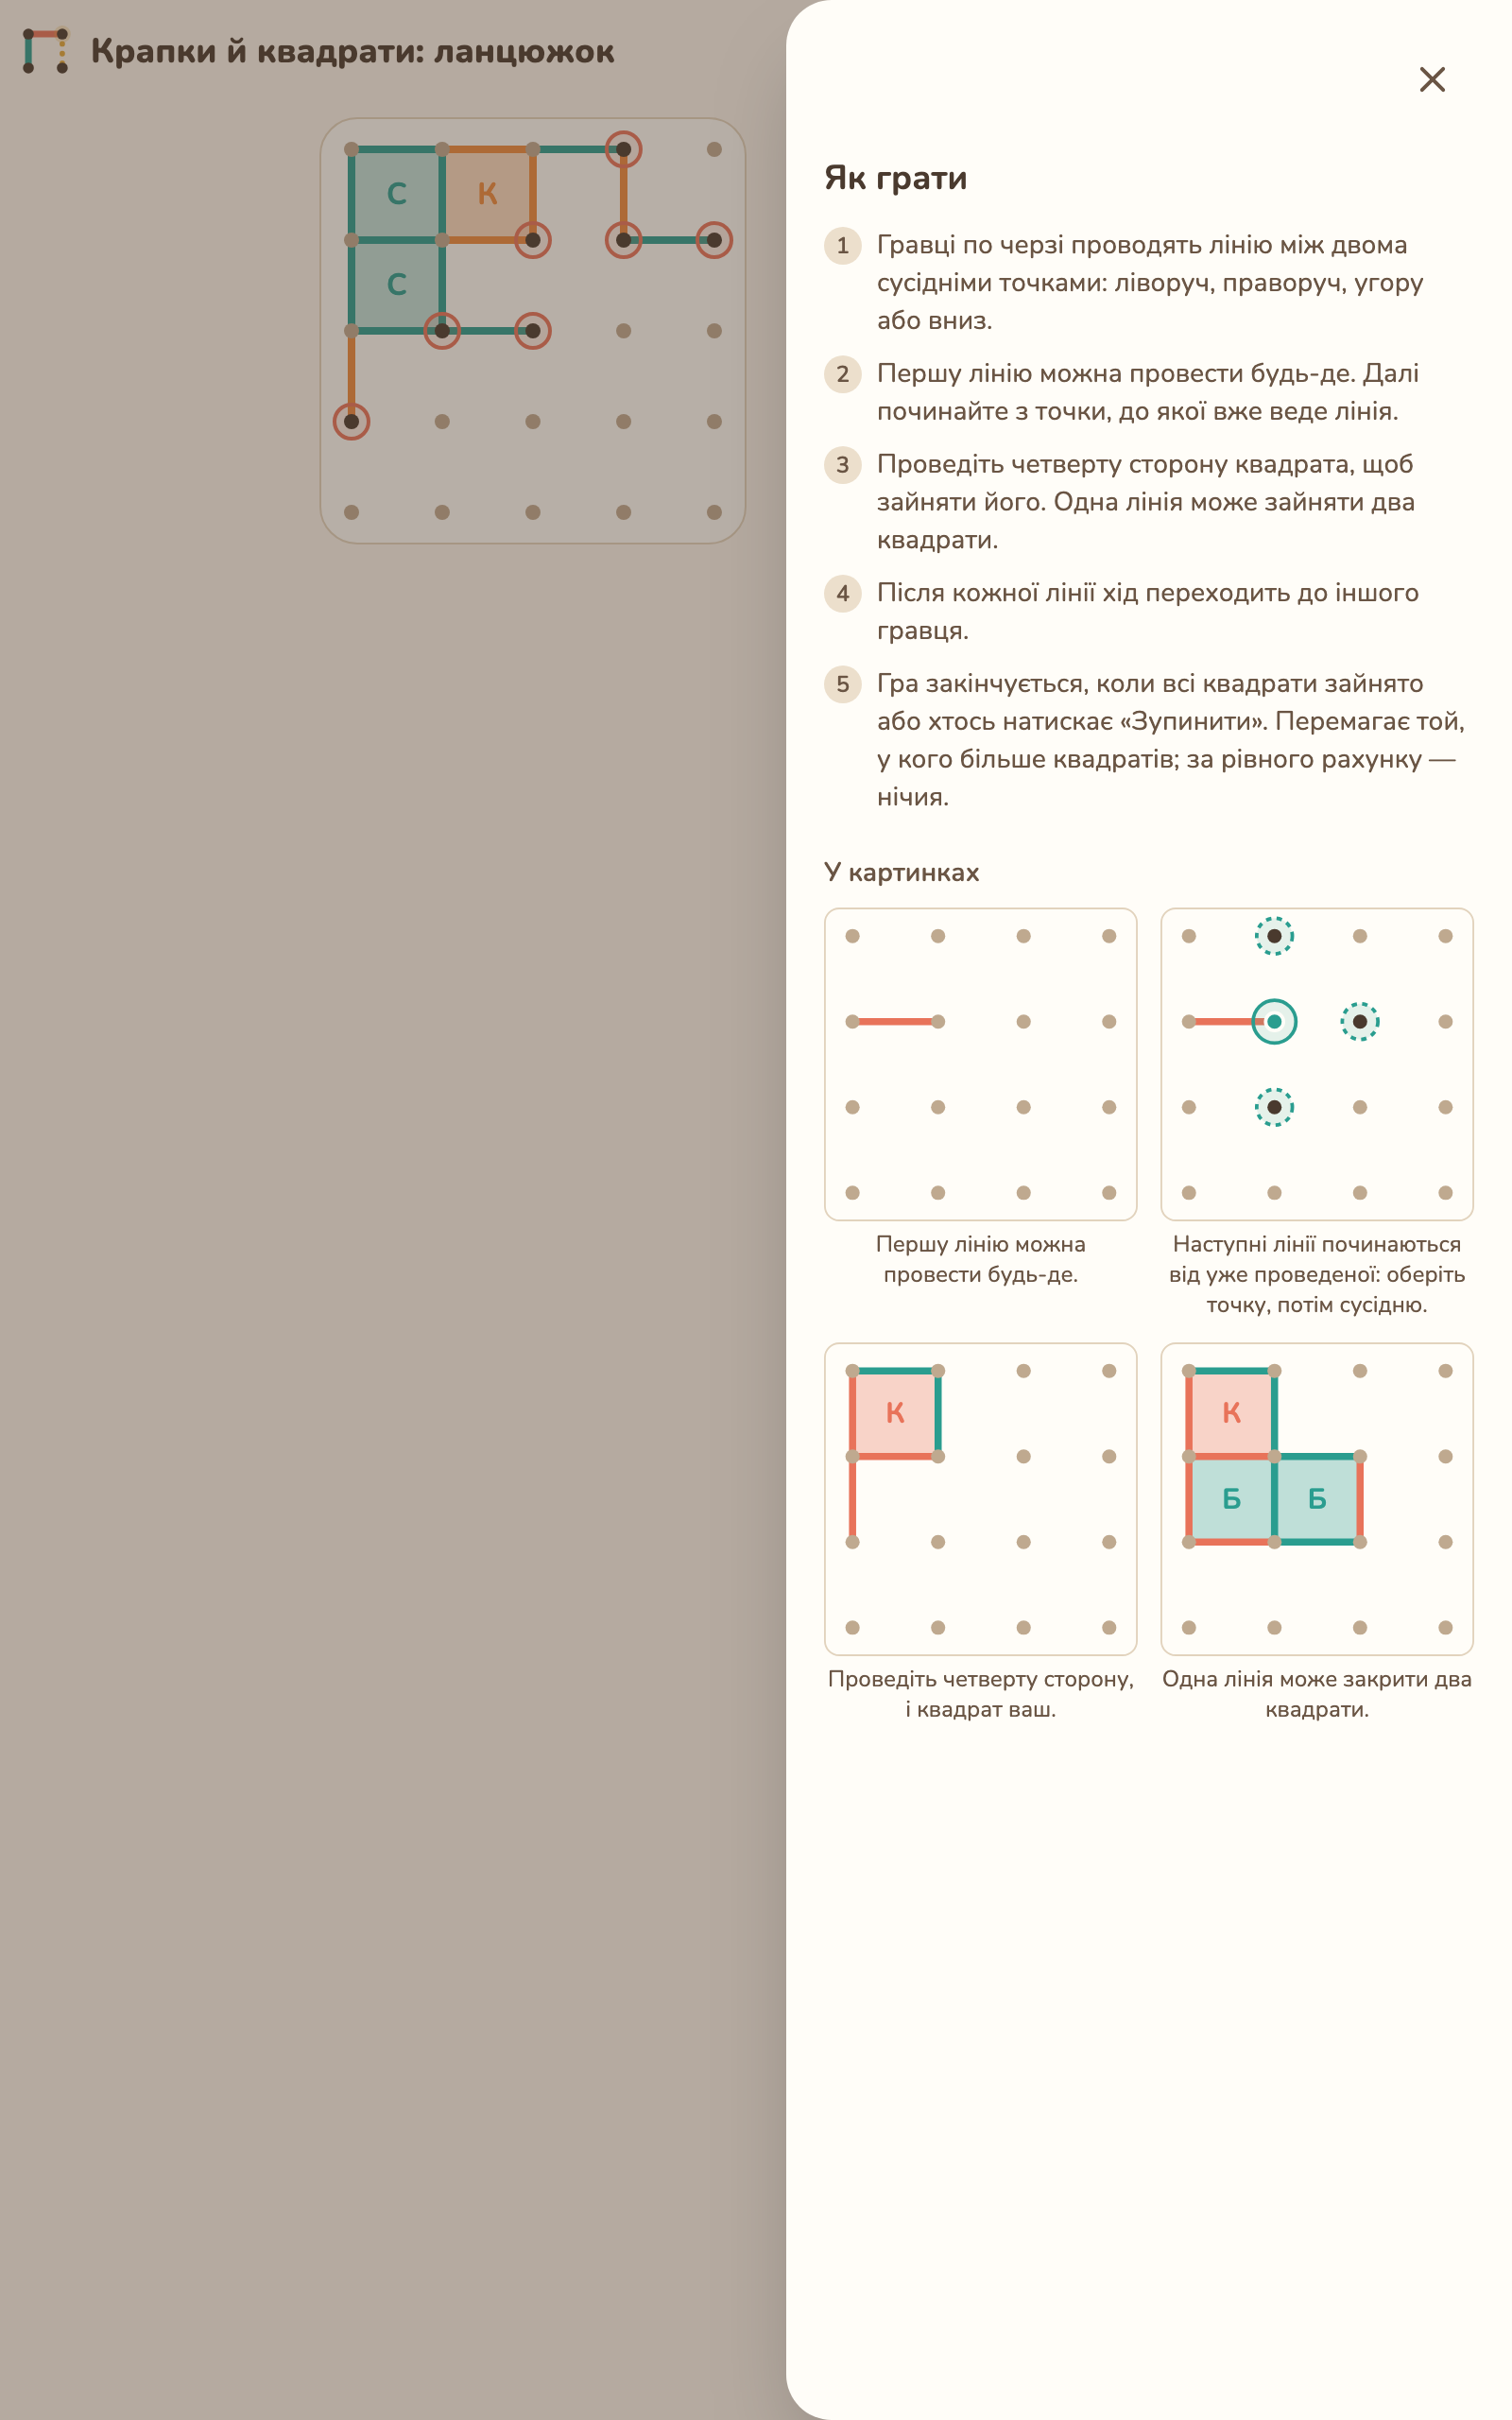 Крапки й квадрати: ланцюжок
С
К
С
Як грати
1 Гравці по черзі проводять лінію між двома
сусідніми точками: ліворуч, праворуч, угору
або вниз.
2 Першу лінію можна провести будь-де. Далі
починайте з точки, до якої вже веде лінія.
3 Проведіть четверту сторону квадрата, щоб
зайняти його. Одна лінія може зайняти два
квадрати.
4 Після кожної лінії хід переходить до іншого
гравця.
5 Гра закінчується, коли всі квадрати зайнято
або хтось натискає «Зупинити». Перемагає той,
у кого більше квадратів; за рівного рахунку —
нічия.
У картинках
Першу лінію можна
провести будь-де.
Наступні лінії починаються
від уже проведеної: оберіть
точку, потім сусідню.
К
Проведіть четверту сторону,
і квадрат ваш.
К
Б Б
Одна лінія може закрити два
квадрати.